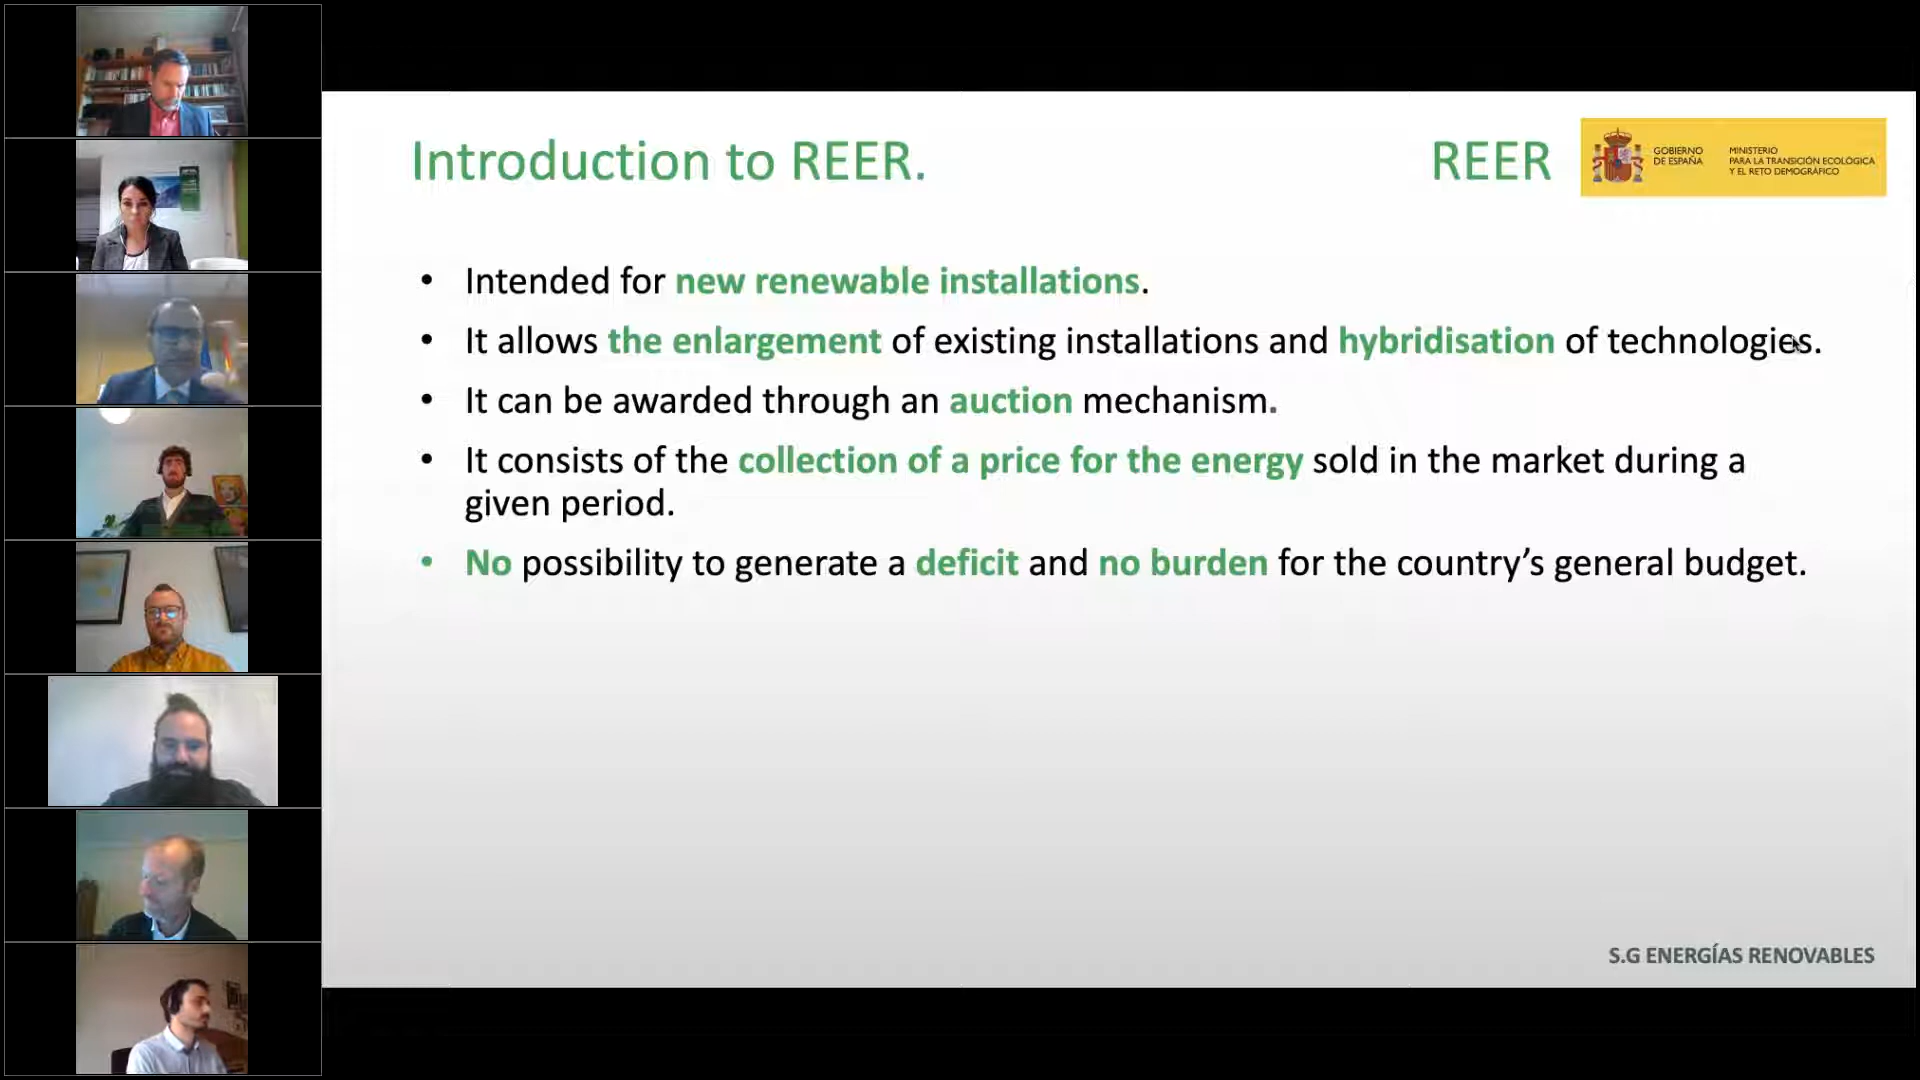 Introduction to REER.
REER
GOBIERNO
DE ESPAÑA
MINISTERIO
PARA LA TRANSICIÓN ECOLÓGICA
Y EL RETO DEMOGRÁFICO
• Intended for new renewable installations.
• It allows the enlargement of existing installations and hybridisation of technologies.
• It can be awarded through an auction mechanism.
• It consists of the collection of a price for the energy sold in the market during a
given period.
• No possibility to generate a deficit and no burden for the country’s general budget.
S.G ENERGÍAS RENOVABLES